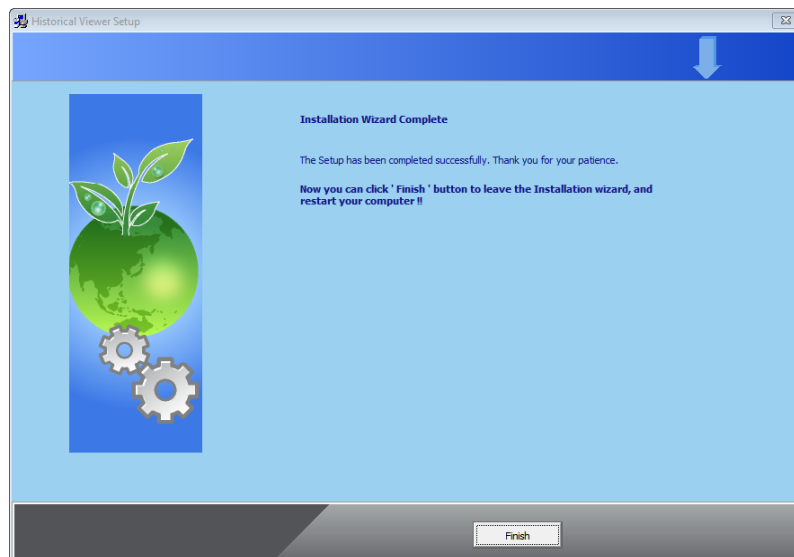 Historical Viewer Setup
Installation Wizard Complete
The Setup has been completed successfully. Thank you for your patience.
Now you can click ' Finish ' button to leave the Installation wizard, and
restart your computer !!
Finish